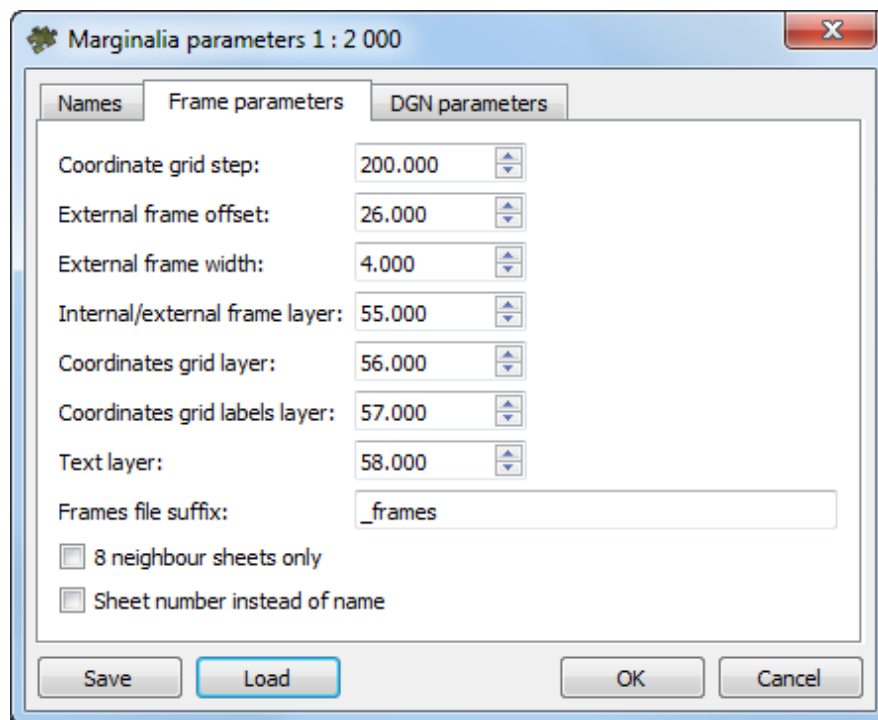 Marginalia parameters 1 : 2 000
Names Frame parameters DGN parameters
Coordinate grid step: 200.000
External frame offset: 26.000
External frame width: 4.000
Internal/external frame layer: 55.000
Coordinates grid layer: 56.000
Coordinates grid labels layer: 57.000
Text layer: 58.000
Frames file suffix: _frames
8 neighbour sheets only
Sheet number instead of name
Save Load OK Cancel